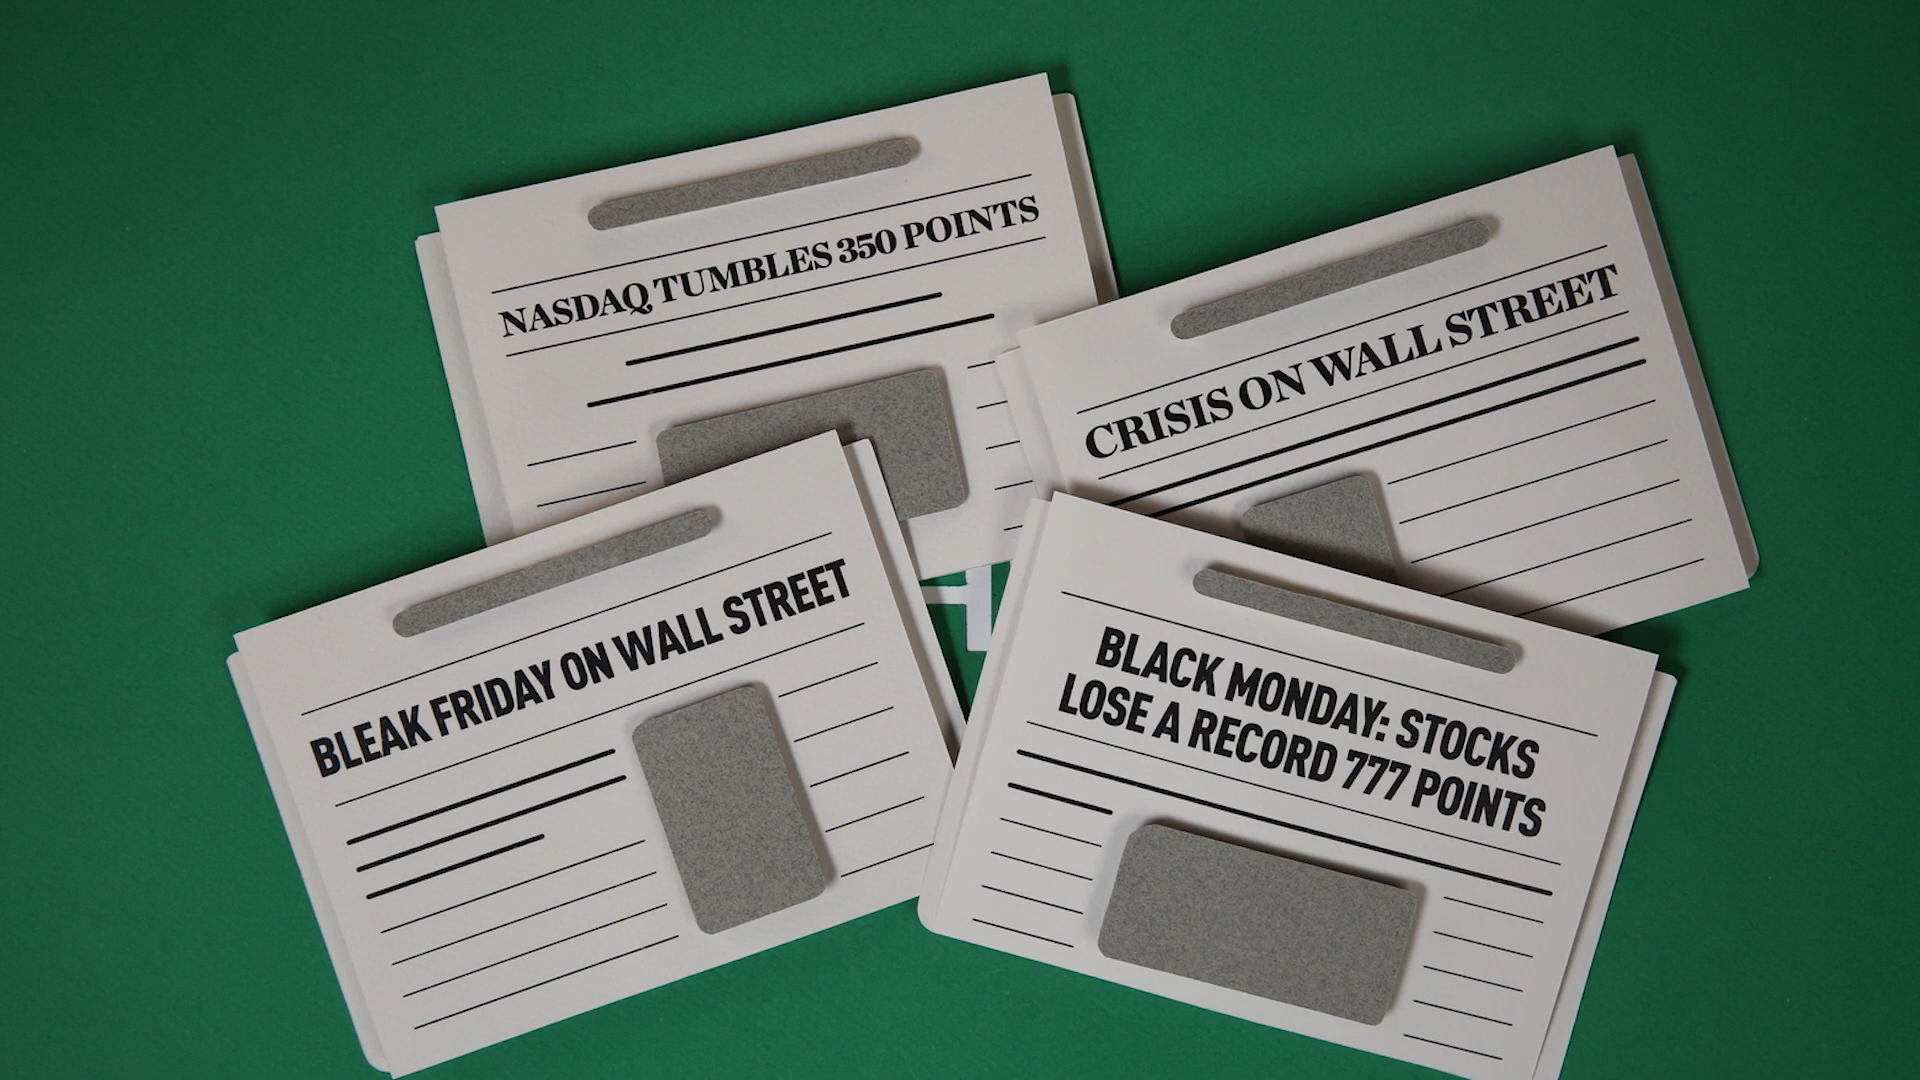 NASDAQ TUMBLES 350 POINTS
CRISIS ON WALL STREET
BLEAK FRIDAY ON WALL STREET
BLACK MONDAY: STOCKS
LOSE A RECORD 777 POINTS